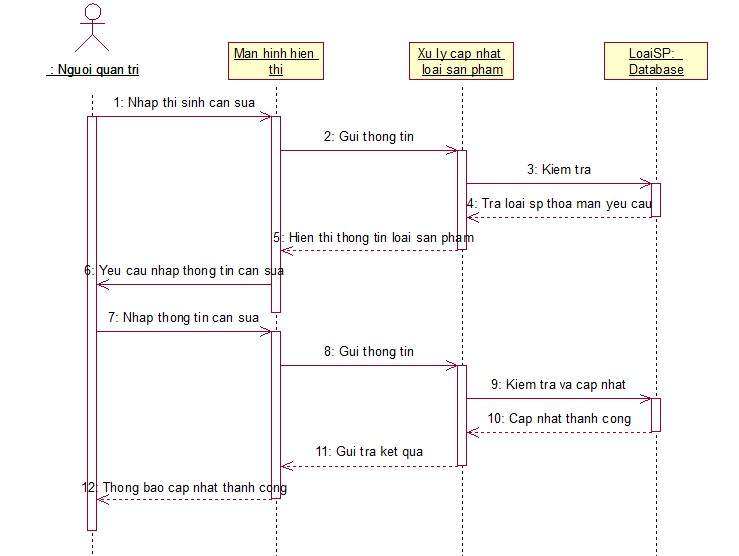 : Nguoi quan tri
Man hinh hien
thi
Xu ly cap nhat
loai san pham
LoaiSP:
Database
1: Nhap thi sinh can sua
2: Gui thong tin
3: Kiem tra
4: Tra loai sp thoa man yeu cau
5: Hien thi thong tin loai san pham
6: Yeu cau nhap thong tin can sua
7: Nhap thong tin can sua
8: Gui thong tin
9: Kiem tra va cap nhat
10: Cap nhat thanh cong
11: Gui tra ket qua
12: Thong bao cap nhat thanh cong